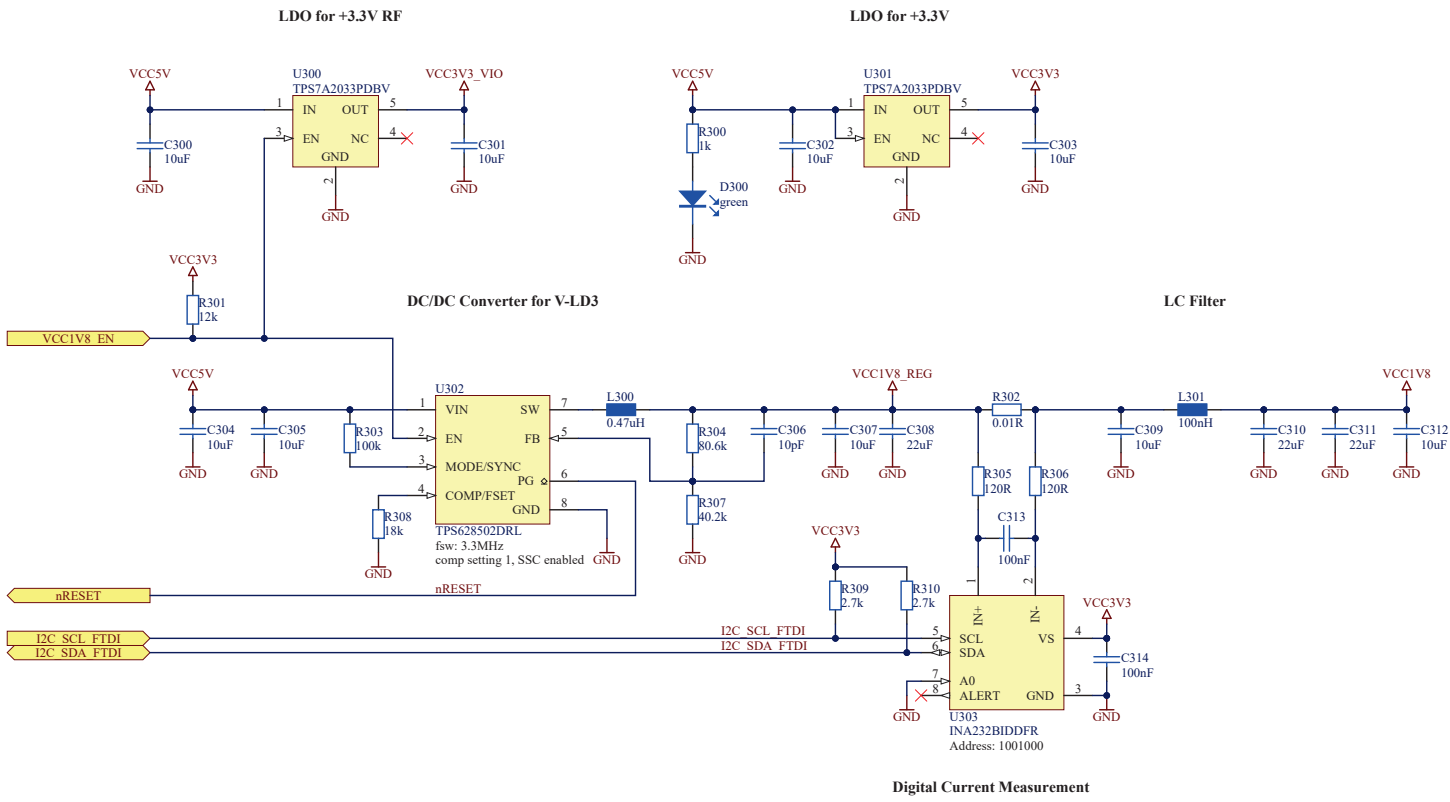 LDO for +3.3V RF
LDO for +3.3V
VCC5V
U300
TPS7A2033PDBV
VCC3V3_VIO
1
IN
OUT
5
3
EN
NC
4
GND
2
C300
10uF
C301
10uF
GND
GND
GND
VCC5V
U301
TPS7A2033PDBV
VCC3V3
1
IN
OUT
5
3
EN
NC
4
GND
2
R300
1k
C302
10uF
C303
10uF
D300
green
GND
GND
GND
GND
VCC3V3
R301
12k
DC/DC Converter for V-LD3
LC Filter
VCC1V8_EN
VCC5V
U302
1
VIN
SW
7
2
EN
FB
5
3
MODE/SYNC
PG
6
4
COMP/FSET
GND
8
TPS628502DRL
fsw: 3.3MHz
comp setting 1, SSC enabled
C304
10uF
C305
10uF
R303
100k
GND
GND
R308
18k
GND
GND
L300
0.47uH
R304
80.6k
C306
10pF
C307
10uF
VCC1V8_REG
C308
22uF
GND
GND
R307
40.2k
GND
R302
0.01R
R305
120R
R306
120R
C313
100nF
C309
10uF
GND
L301
100nH
C310
22uF
C311
22uF
VCC1V8
C312
10uF
GND
GND
GND
nRESET
nRESET
VCC3V3
R309
2.7k
R310
2.7k
I2C_SCL_FTDI
I2C_SDA_FTDI
I2C_SCL_FTDI
I2C_SDA_FTDI
1
2
IN+
IN-
5
SCL
VS
4
6
SDA
7
A0
8
ALERT
GND
3
VCC3V3
C314
100nF
GND
GND
U303
INA232BIDDFR
Address: 1001000
Digital Current Measurement